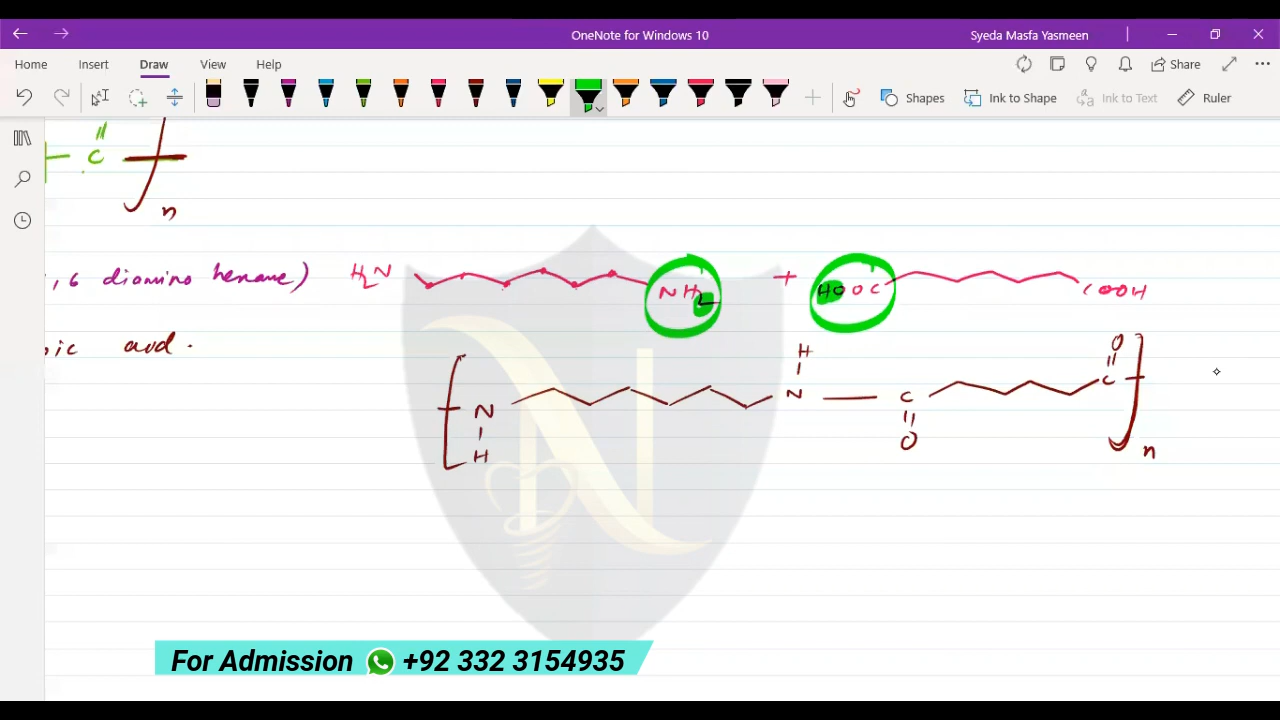 OneNote for Windows 10
Syeda Masfa Yasmeen
Home Insert Draw View Help
Share
Shapes Ink to Shape Ink to Text Ruler
C
n
, 6 diamino hexane) H2N NH2 + HOOC COOH
ic acid.
H
O
N C C
N
H O n
For Admission +92 332 3154935